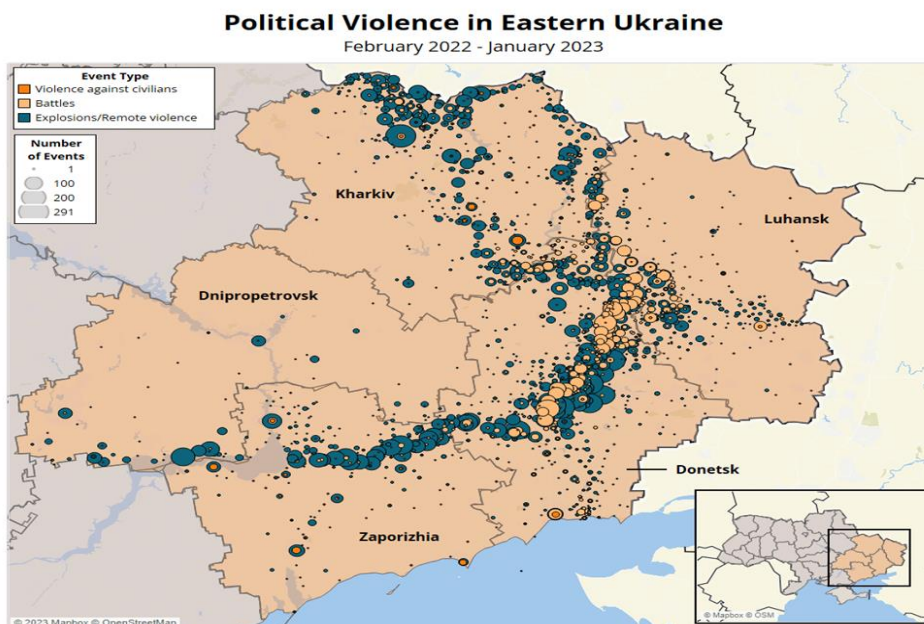 Political Violence in Eastern Ukraine
February 2022 - January 2023
Event Type
Violence against civilians
Battles
Explosions/Remote violence
Number
of Events
1
100
200
291
Kharkiv
Luhansk
Dnipropetrovsk
Donetsk
Zaporizhia
© Mapbox © OSM
© 2023 Mapbox © OpenStreetMap